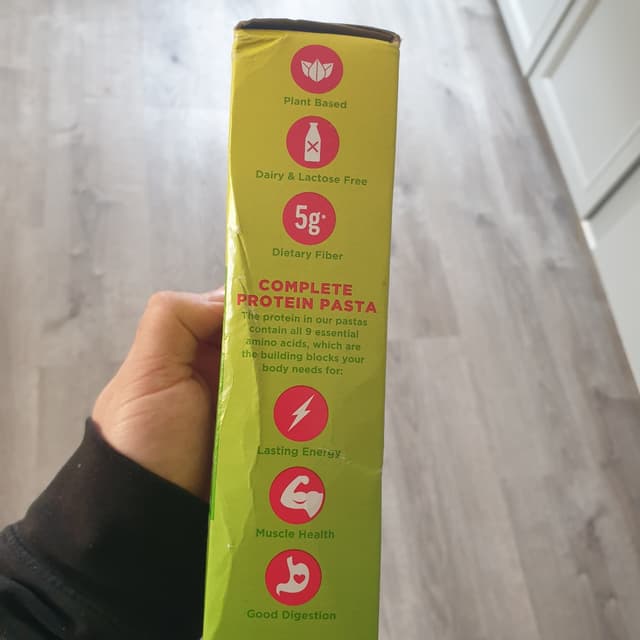 Plant Based
Dairy & Lactose Free
5g*
Dietary Fiber
COMPLETE
PROTEIN PASTA
The protein in our pastas
contain all 9 essential
amino acids, which are
the building blocks your
body needs for:
Lasting Energy
Muscle Health
Good Digestion